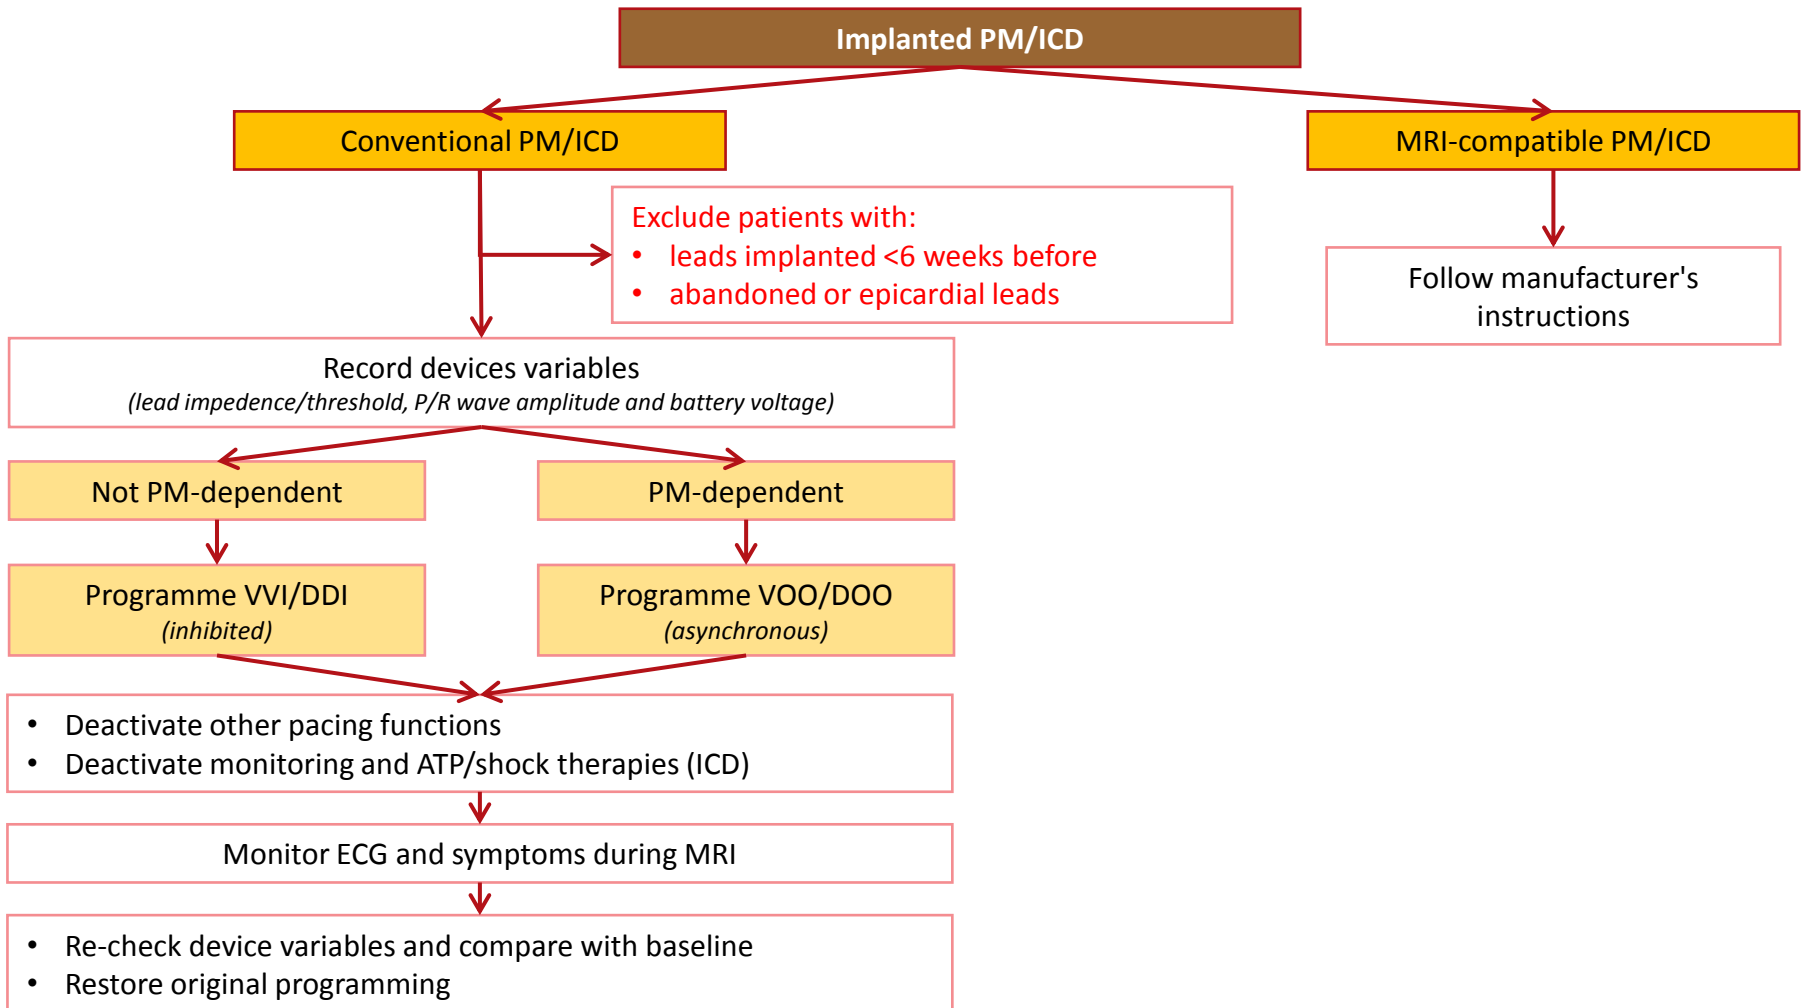 Implanted PM/ICD
Conventional PM/ICD
MRI-compatible PM/ICD
Exclude patients with:
• leads implanted <6 weeks before
• abandoned or epicardial leads
Follow manufacturer's
instructions
Record devices variables
(lead impedence/threshold, P/R wave amplitude and battery voltage)
Not PM-dependent
PM-dependent
Programme VVI/DDI
(inhibited)
Programme VOO/DOO
(asynchronous)
• Deactivate other pacing functions
• Deactivate monitoring and ATP/shock therapies (ICD)
Monitor ECG and symptoms during MRI
• Re-check device variables and compare with baseline
• Restore original programming